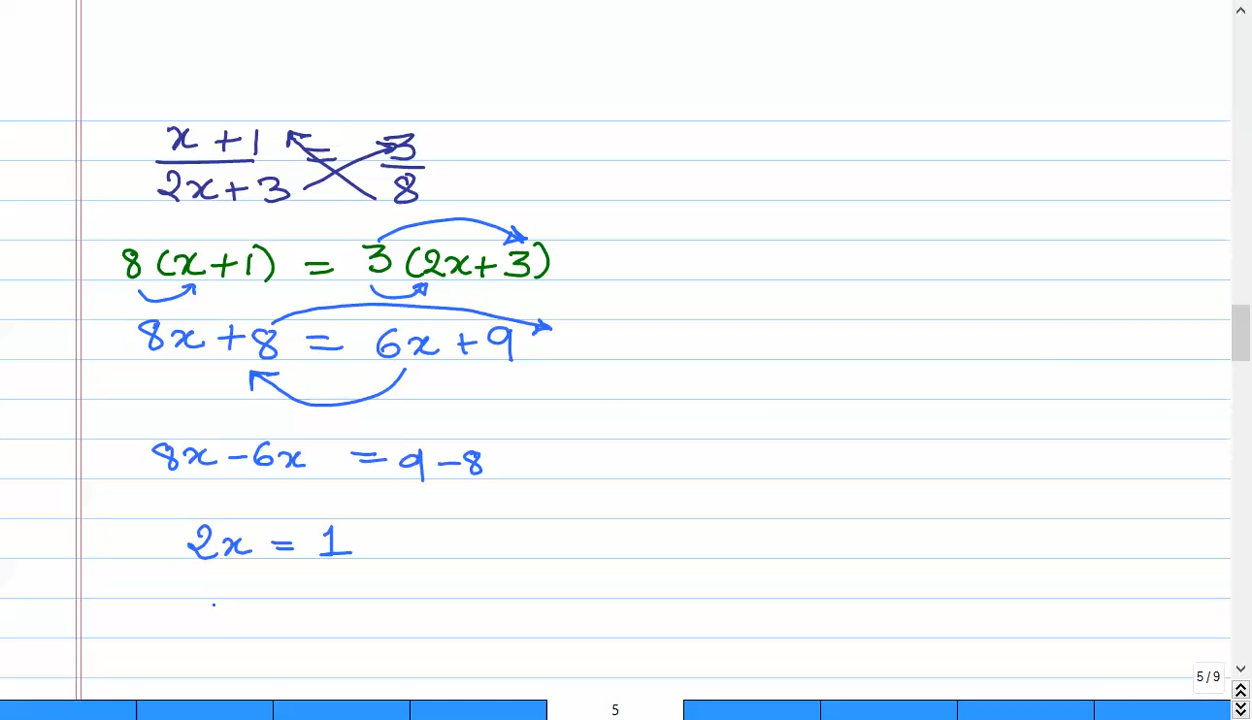 x + 1 = 3
2x + 3 8
8 (x + 1) = 3 (2x + 3)
8x + 8 = 6x + 9
8x - 6x = 9 - 8
2x = 1
5/9
5